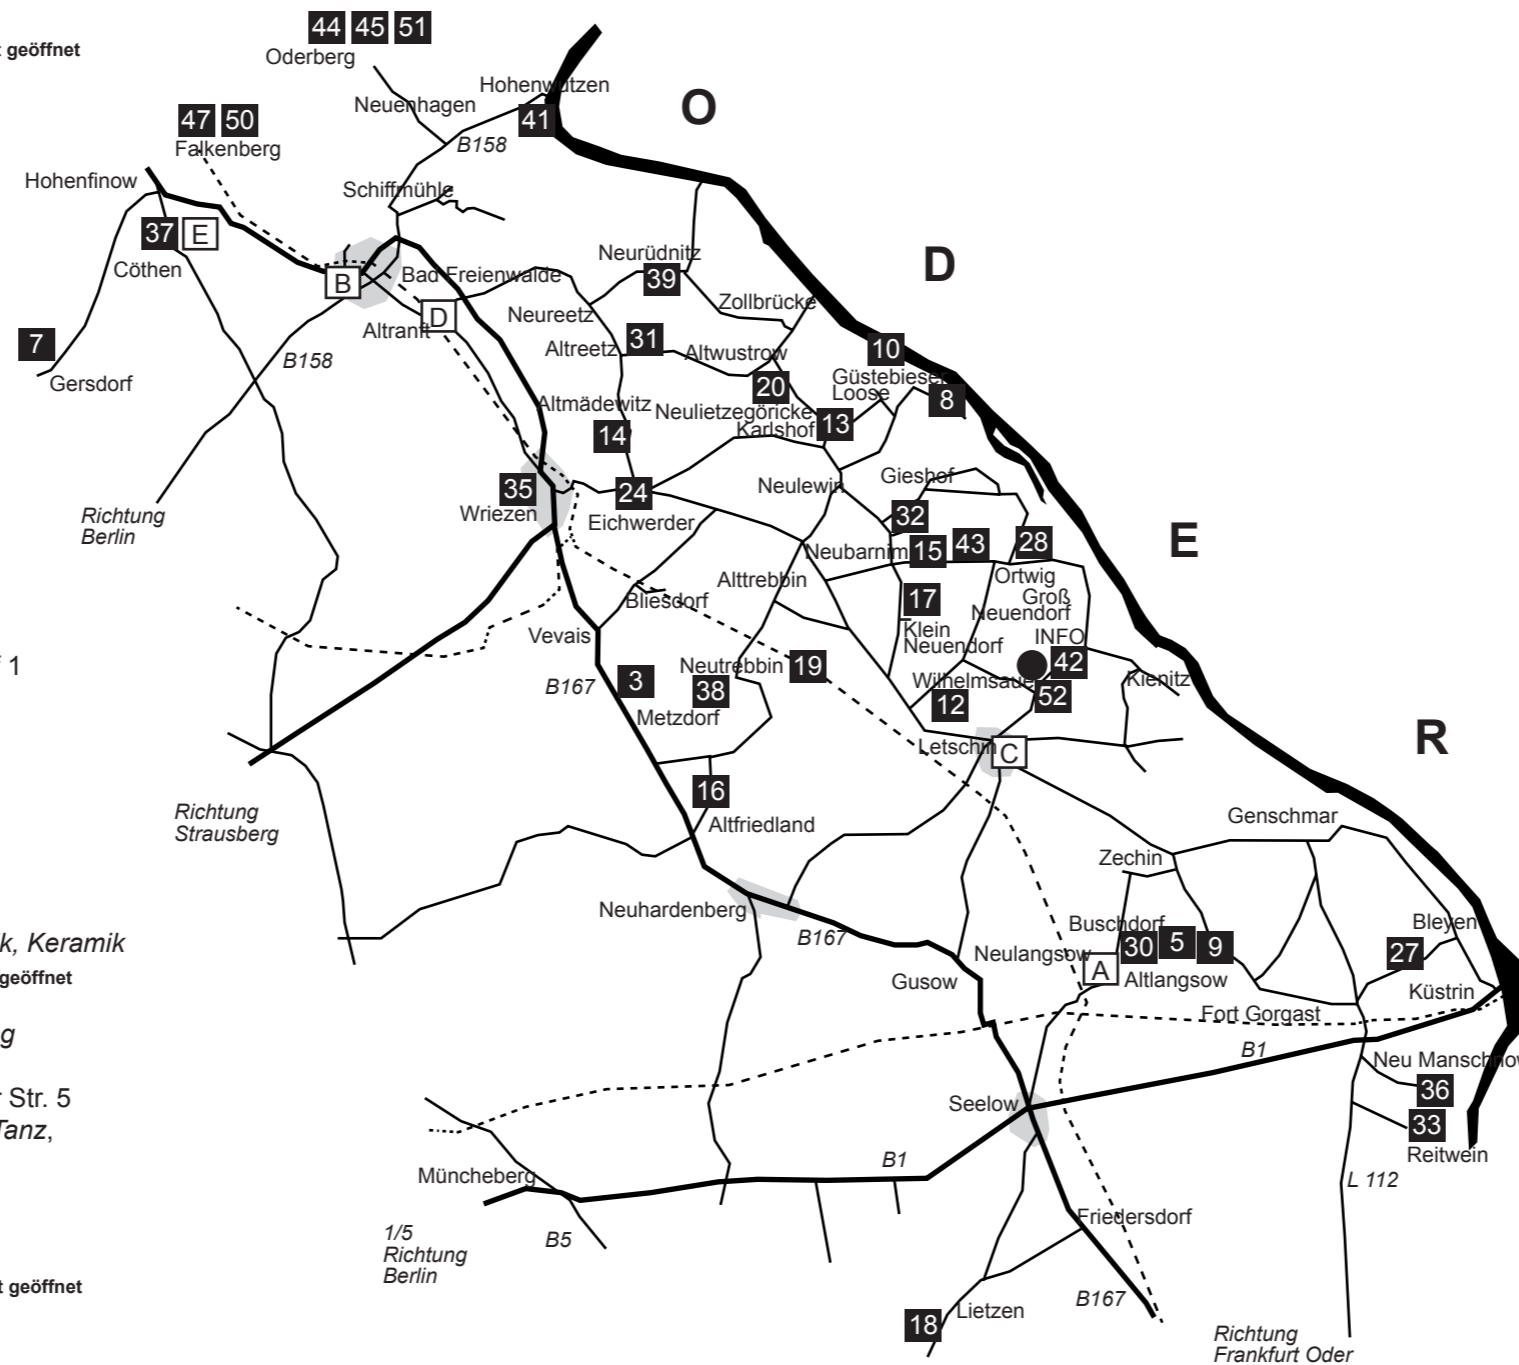 44 45 51
t geöffnet
Oderberg
Hohenwutzen
Neuenhagen
41
O
47 50
Falkenberg
B158
Hohenfinow
Schiffmühle
37 E
Cöthen
Neurüdnitz
D
B
Bad Freienwalde
39
Zollbrücke
D
Altranft
Neureetz
7
Gersdorf
B158
Altreetz
31
Altwustrow
10
20
Güstebieser
Loose
8
Altmädewitz
Neulietzegöricke
Karlshof
13
14
35
Wriezen
24
Eichwerder
Neulewin
Gieshof
32
Richtung
Berlin
Neubarnim
15
43
28
E
Ortwig
Alttrebbin
Bliesdorf
17
Groß
Neuendorf
Klein
Neuendorf
INFO
Vevais
f 1
42
Neutrebbin
19
B167
3
38
Wilhelmsaue
52
Kienitz
12
Metzdorf
Letschin
C
R
16
Altfriedland
Richtung
Strausberg
Genschmar
Zechin
Neuhardenberg
B167
Buschdorf
Bleyen
k, Keramik
geöffnet
Neulangsow
30 5 9
27
A
Altlangsow
Gusow
Küstrin
Fort Gorgast
g
B1
Neu Manschnow
36
r Str. 5
Tanz,
Seelow
33
Reitwein
B1
Müncheberg
L 112
1/5
Richtung
Berlin
B5
Friedersdorf
t geöffnet
B167
Lietzen
18
Richtung
Frankfurt Oder